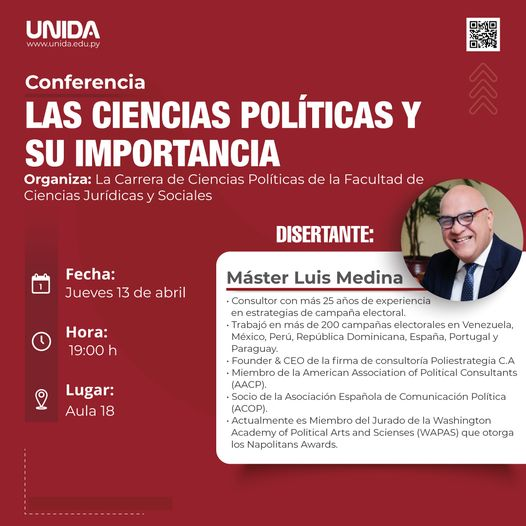 UNIDA
www.unida.edu.py
Conferencia
LAS CIENCIAS POLÍTICAS Y
SU IMPORTANCIA
Organiza: La Carrera de Ciencias Políticas de la Facultad de
Ciencias Jurídicas y Sociales
DISERTANTE:
Fecha:
Jueves 13 de abril
1
Hora:
19:00 h
Lugar:
Aula 18
Máster Luis Medina
• Consultor con más 25 años de experiencia
en estrategias de campaña electoral.
• Trabajó en más de 200 campañas electorales en Venezuela,
México, Perú, República Dominicana, España, Portugal y
Paraguay.
• Founder & CEO de la firma de consultoría Poliestrategia C.A
• Miembro de la American Association of Political Consultants
(AACP).
• Socio de la Asociación Española de Comunicación Política
(ACOP).
• Actualmente es Miembro del Jurado de la Washington
Academy of Political Arts and Scienses (WAPAS) que otorga
los Napolitans Awards.